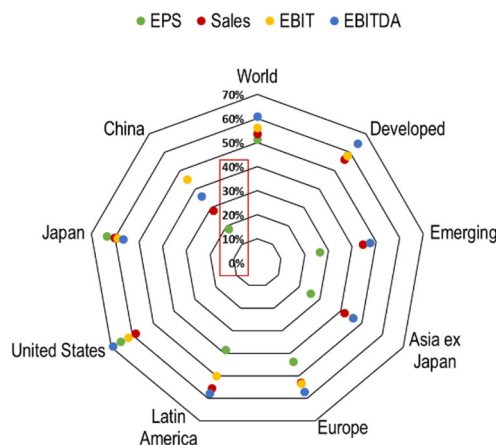 EPS Sales EBIT EBITDA
World
70%
60%
50%
40%
30%
20%
10%
0%
Developed
Emerging
Asia ex
Japan
Europe
Latin
America
United States
Japan
China